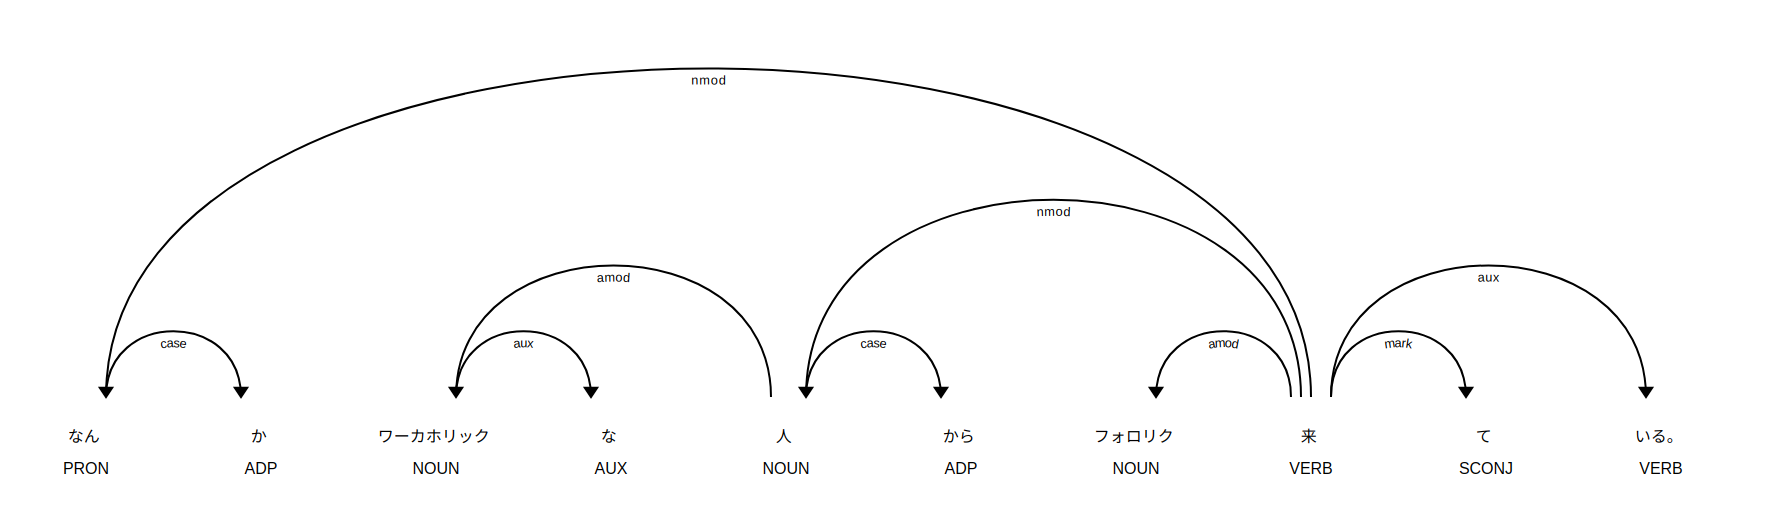 nmod
nmod
amod aux
case aux case amod mark
なん か ワーカホリック な 人 から フォロリク 来 て いる。
PRON ADP NOUN AUX NOUN ADP NOUN VERB SCONJ VERB